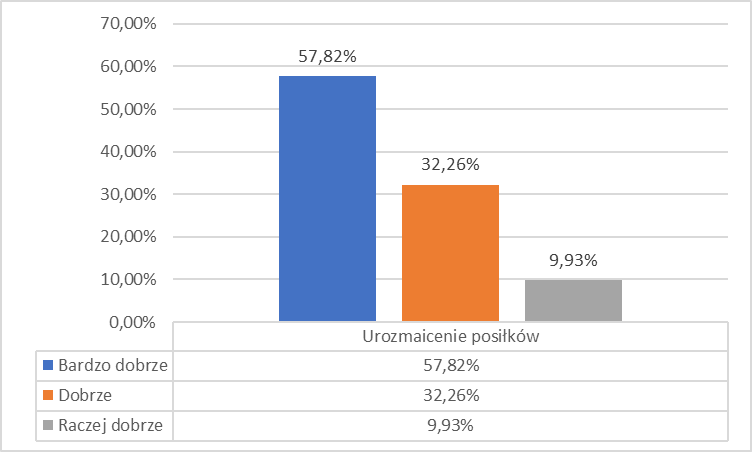 70,00%
60,00%
50,00%
40,00%
30,00%
20,00%
10,00%
0,00%
57,82%
32,26%
9,93%
Urozmaicenie posiłków
Bardzo dobrze 57,82%
Dobrze 32,26%
Raczej dobrze 9,93%